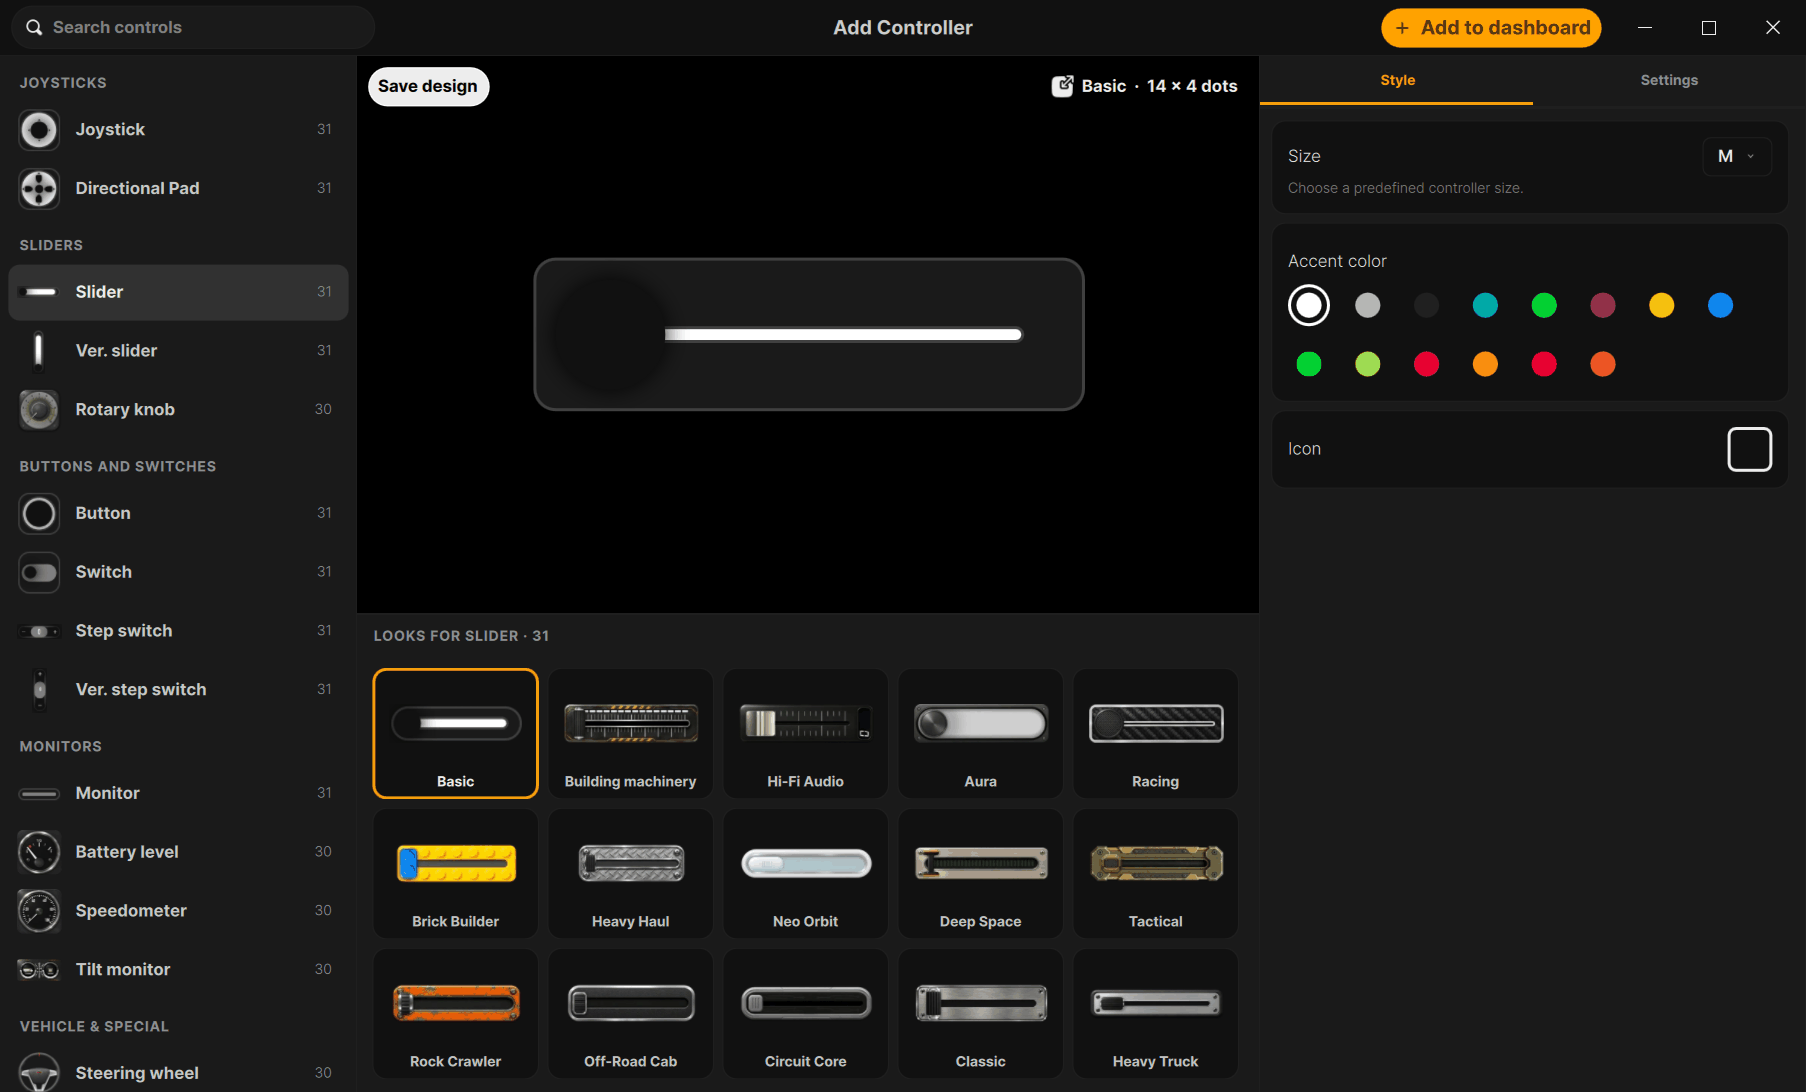 Search controls
Add Controller
+ Add to dashboard
JOYSTICKS
Joystick 31
Directional Pad 31
SLIDERS
Slider 31
Ver. slider 31
Rotary knob 30
BUTTONS AND SWITCHES
Button 31
Switch 31
Step switch 31
Ver. step switch 31
MONITORS
Monitor 31
Battery level 30
Speedometer 30
Tilt monitor 30
VEHICLE & SPECIAL
Steering wheel 30
Save design
Basic · 14 × 4 dots
LOOKS FOR SLIDER · 31
Basic
Building machinery
Hi-Fi Audio
Aura
Racing
Brick Builder
Heavy Haul
Neo Orbit
Deep Space
Tactical
Rock Crawler
Off-Road Cab
Circuit Core
Classic
Heavy Truck
Style
Settings
Size
M
Choose a predefined controller size.
Accent color
Icon